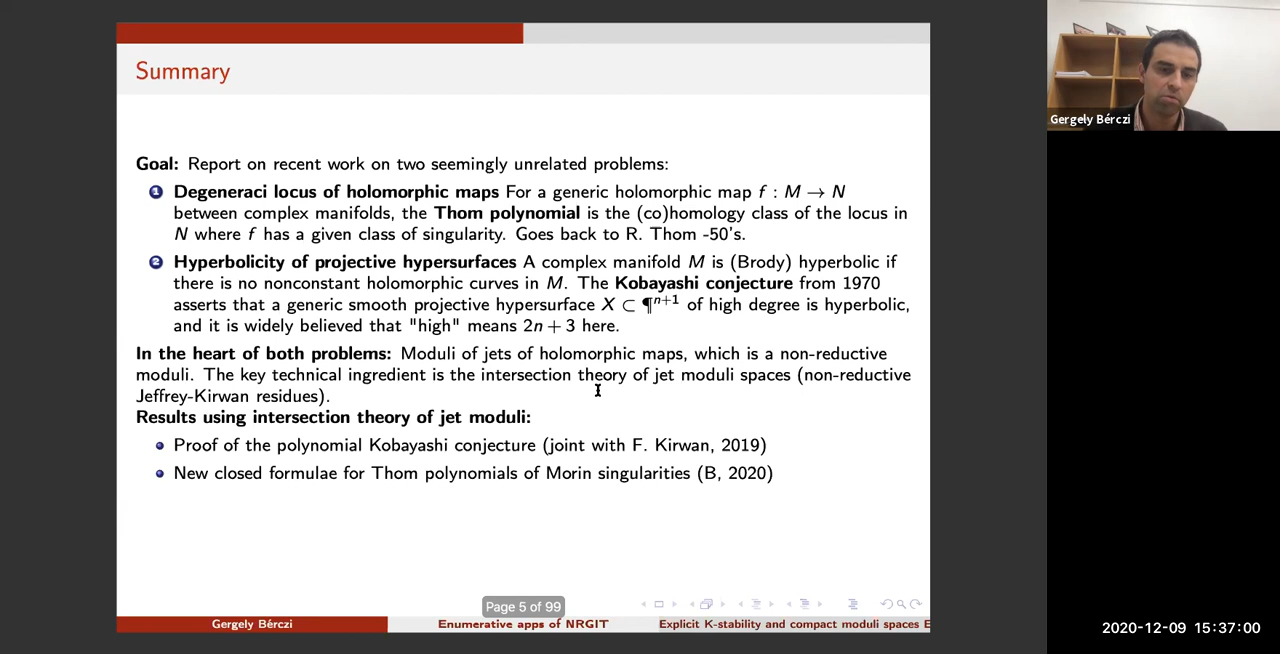 Summary
Goal: Report on recent work on two seemingly unrelated problems:
1 Degeneraci locus of holomorphic maps For a generic holomorphic map f : M → N
between complex manifolds, the Thom polynomial is the (co)homology class of the locus in
N where f has a given class of singularity. Goes back to R. Thom -50's.
2 Hyperbolicity of projective hypersurfaces A complex manifold M is (Brody) hyperbolic if
there is no nonconstant holomorphic curves in M. The Kobayashi conjecture from 1970
asserts that a generic smooth projective hypersurface X ⊂ ¶ⁿ⁺¹ of high degree is hyperbolic,
and it is widely believed that "high" means 2n + 3 here.
In the heart of both problems: Moduli of jets of holomorphic maps, which is a non-reductive
moduli. The key technical ingredient is the intersection theory of jet moduli spaces (non-reductive
Jeffrey-Kirwan residues).
Results using intersection theory of jet moduli:
Proof of the polynomial Kobayashi conjecture (joint with F. Kirwan, 2019)
New closed formulae for Thom polynomials of Morin singularities (B, 2020)
Page 5 of 99
Gergely Bérczi
Enumerative apps of NRGIT
Explicit K-stability and compact moduli spaces E
Gergely Bérczi
2020-12-09 15:37:00